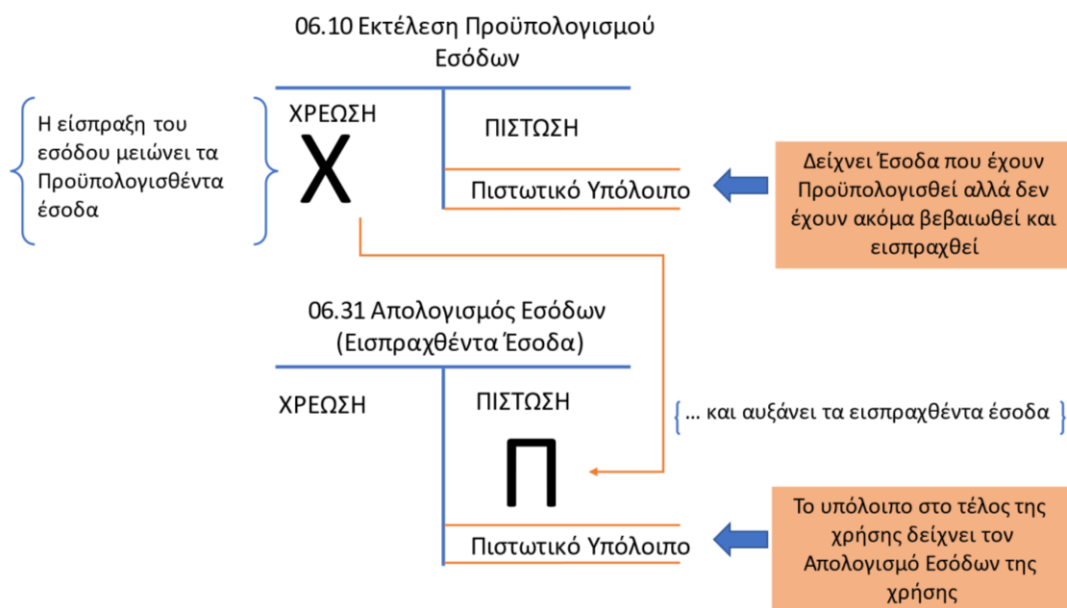 06.10 Εκτέλεση Προϋπολογισμού
Εσόδων
Η είσπραξη του
εσόδου μειώνει τα
Προϋπολογισθέντα
έσοδα
ΧΡΕΩΣΗ
Χ
ΠΙΣΤΩΣΗ
Πιστωτικό Υπόλοιπο
Δείχνει Έσοδα που έχουν
Προϋπολογισθεί αλλά δεν
έχουν ακόμα βεβαιωθεί και
εισπραχθεί
06.31 Απολογισμός Εσόδων
(Εισπραχθέντα Έσοδα)
ΧΡΕΩΣΗ
ΠΙΣΤΩΣΗ
Π
... και αυξάνει τα εισπραχθέντα έσοδα
Πιστωτικό Υπόλοιπο
Το υπόλοιπο στο τέλος της
χρήσης δείχνει τον
Απολογισμό Εσόδων της
χρήσης